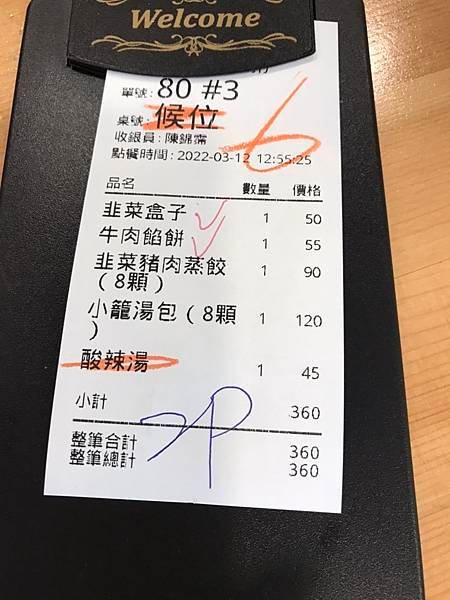 Welcome
單號: 80 #3
桌號: 候位
6
收銀員: 陳錦霈
點餐時間: 2022-03-12 12:55:25
品名 數量 價格
韭菜盒子 1 50
牛肉餡餅 1 55
韭菜豬肉蒸餃 1 90
(8顆)
小籠湯包(8顆 1 120
)
酸辣湯 1 45
小計 360
整筆合計 360
整筆總計 360